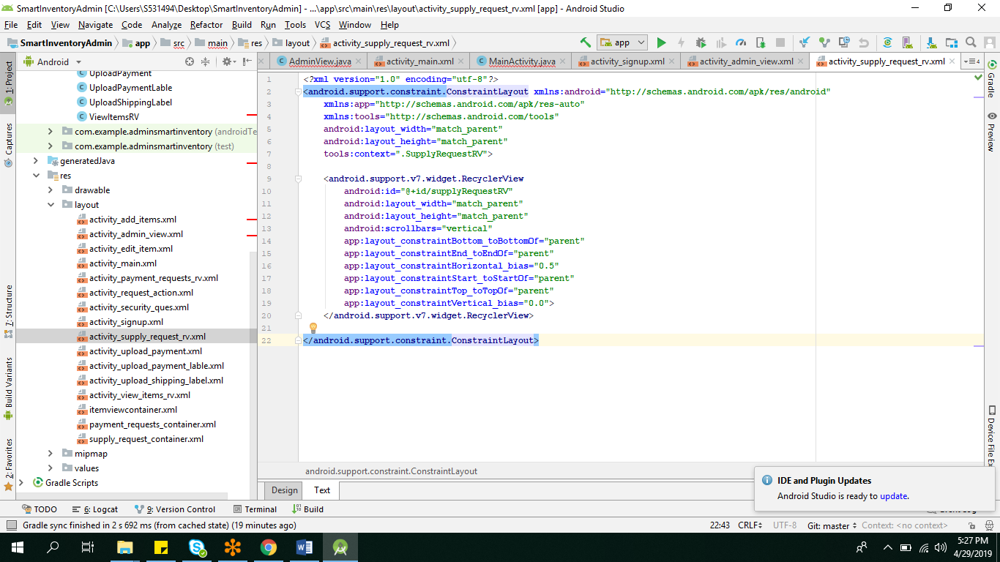 SmartInventoryAdmin [C:\Users\S531494\Desktop\SmartInventoryAdmin] - ...\app\src\main\res\layout\activity_supply_request_rv.xml [app] - Android Studio
File Edit View Navigate Code Analyze Refactor Build Run Tools VCS Window Help
SmartInventoryAdmin app src main res layout activity_supply_request_rv.xml app
1: Project
Captures
7: Structure
Build Variants
2: Favorites
Android
UploadPayment
UploadPaymentLable
UploadShippingLabel
ViewItemsRV
com.example.adminsmartinventory (androidTe
com.example.adminsmartinventory (test)
generatedJava
res
drawable
layout
activity_add_items.xml
activity_admin_view.xml
activity_edit_item.xml
activity_main.xml
activity_payment_requests_rv.xml
activity_request_action.xml
activity_security_ques.xml
activity_signup.xml
activity_supply_request_rv.xml
activity_upload_payment.xml
activity_upload_payment_lable.xml
activity_upload_shipping_label.xml
activity_view_items_rv.xml
itemviewcontainer.xml
payment_requests_container.xml
supply_request_container.xml
mipmap
values
Gradle Scripts
AdminView.java activity_main.xml MainActivity.java activity_signup.xml activity_admin_view.xml activity_supply_request_rv.xml 4
1 <?xml version="1.0" encoding="utf-8"?>
2 <android.support.constraint.ConstraintLayout xmlns:android="http://schemas.android.com/apk/res/android"
3 xmlns:app="http://schemas.android.com/apk/res-auto"
4 xmlns:tools="http://schemas.android.com/tools"
5 android:layout_width="match_parent"
6 android:layout_height="match_parent"
7 tools:context=".SupplyRequestRV">
8
9 <android.support.v7.widget.RecyclerView
10 android:id="@+id/supplyRequestRV"
11 android:layout_width="match_parent"
12 android:layout_height="match_parent"
13 android:scrollbars="vertical"
14 app:layout_constraintBottom_toBottomOf="parent"
15 app:layout_constraintEnd_toEndOf="parent"
16 app:layout_constraintHorizontal_bias="0.5"
17 app:layout_constraintStart_toStartOf="parent"
18 app:layout_constraintTop_toTopOf="parent"
19 app:layout_constraintVertical_bias="0.0">
20 </android.support.v7.widget.RecyclerView>
21
22 </android.support.constraint.ConstraintLayout>
android.support.constraint.ConstraintLayout
Design Text
Gradle
Preview
Device File Ex
IDE and Plugin Updates
Android Studio is ready to update.
TODO 6: Logcat 9: Version Control Terminal Build
Gradle sync finished in 2 s 692 ms (from cached state) (19 minutes ago) 22:43 CRLF UTF-8 Git: master Context: <no context>
5:27 PM
4/29/2019